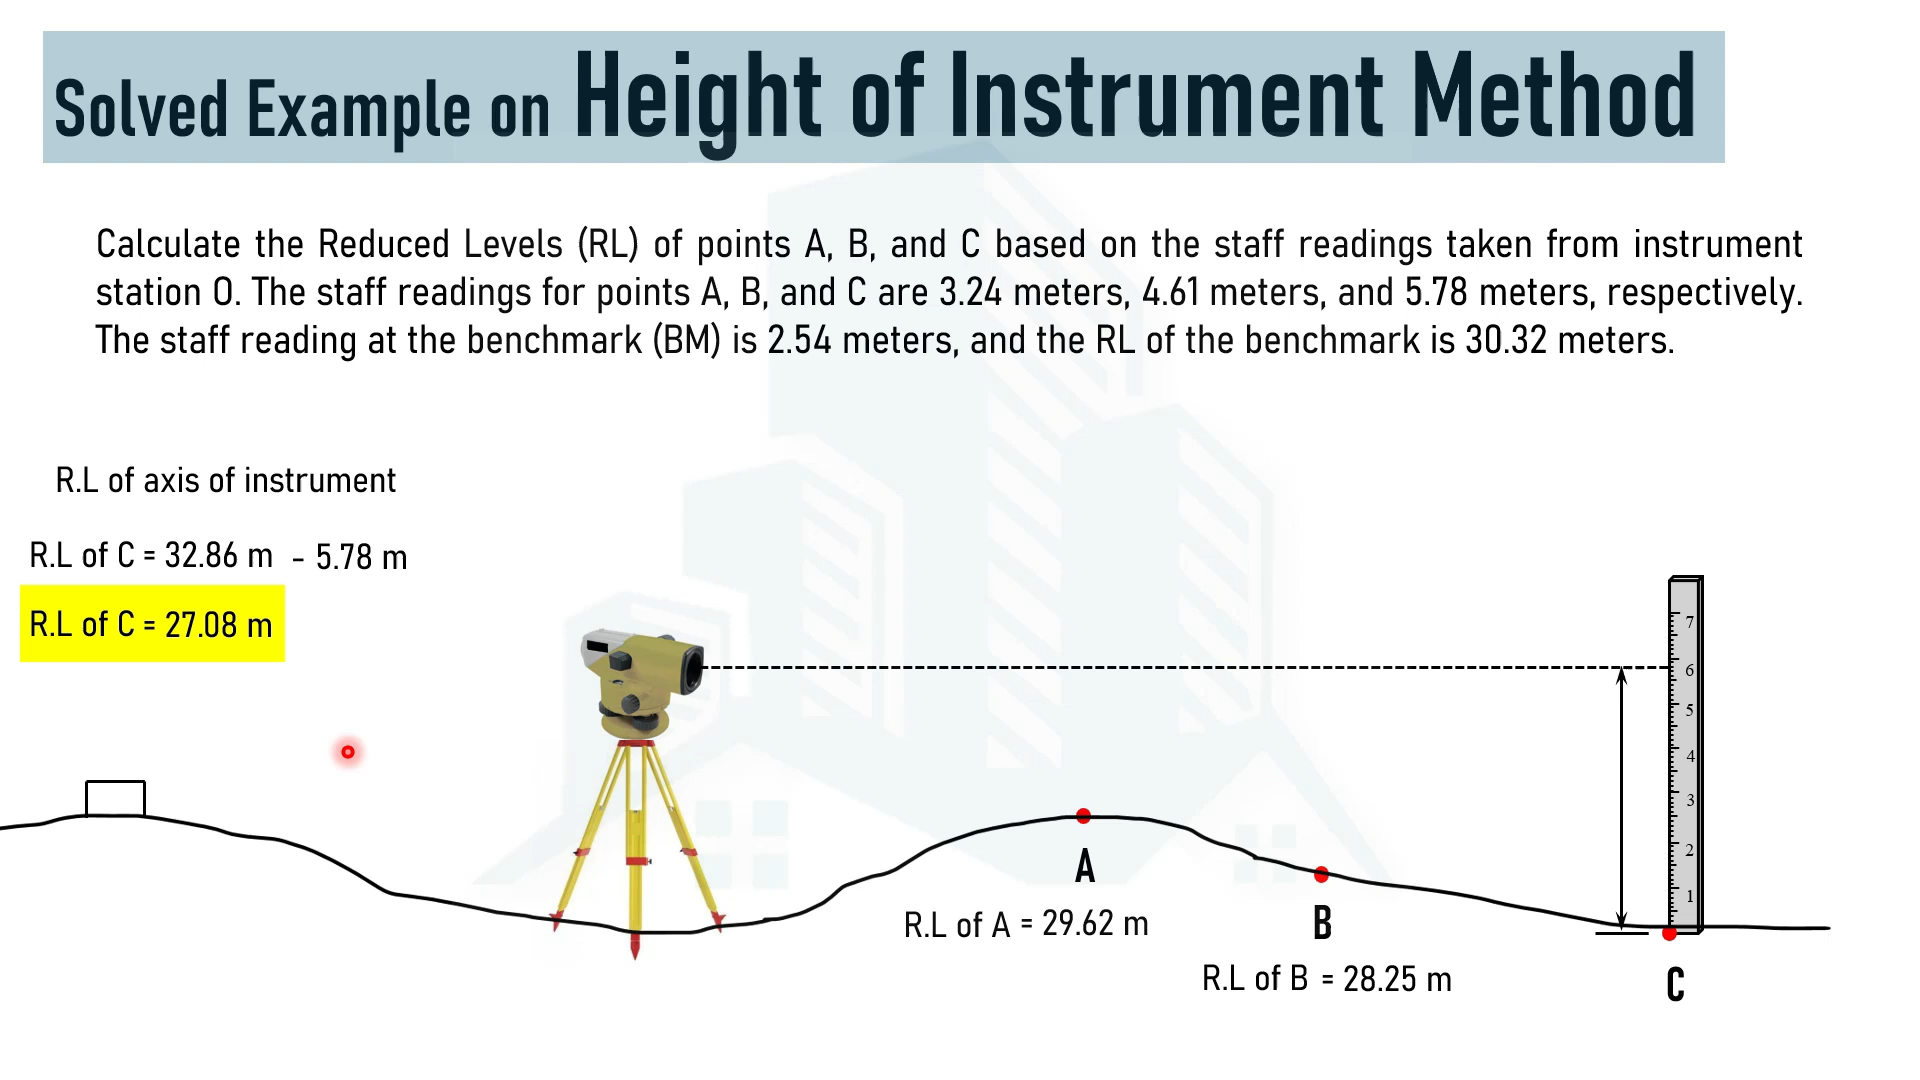 Solved Example on Height of Instrument Method
Calculate the Reduced Levels (RL) of points A, B, and C based on the staff readings taken from instrument
station O. The staff readings for points A, B, and C are 3.24 meters, 4.61 meters, and 5.78 meters, respectively.
The staff reading at the benchmark (BM) is 2.54 meters, and the RL of the benchmark is 30.32 meters.
R.L of axis of instrument
R.L of C = 32.86 m - 5.78 m
R.L of C = 27.08 m
7
6
5
4
3
2
1
A
R.L of A = 29.62 m
B
R.L of B = 28.25 m
C